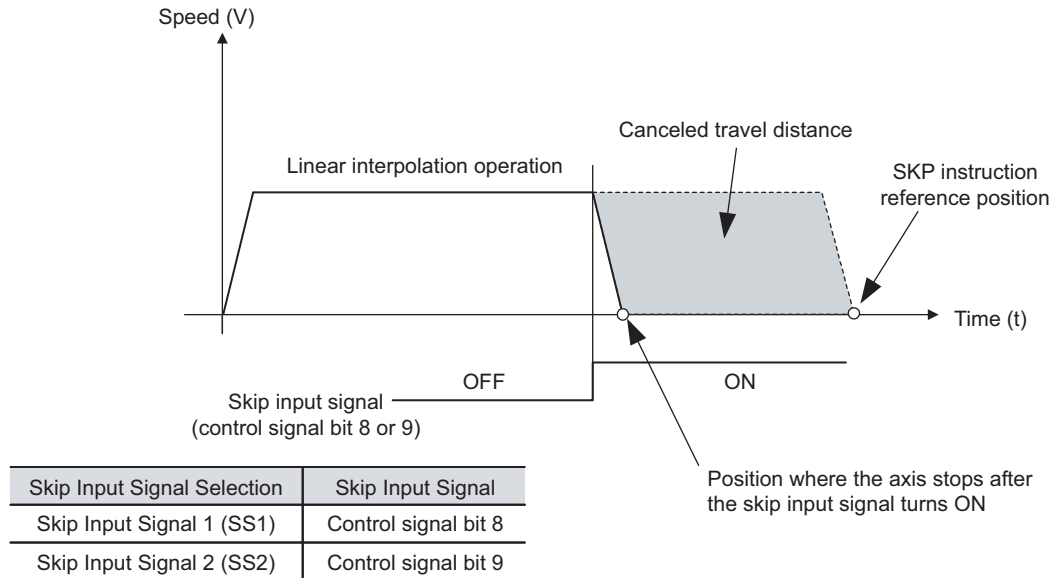 Speed (V)
Canceled travel distance
Linear interpolation operation
SKP instruction
reference position
Time (t)
OFF
ON
Skip input signal
(control signal bit 8 or 9)
Position where the axis stops after
the skip input signal turns ON
Skip Input Signal Selection Skip Input Signal
Skip Input Signal 1 (SS1) Control signal bit 8
Skip Input Signal 2 (SS2) Control signal bit 9